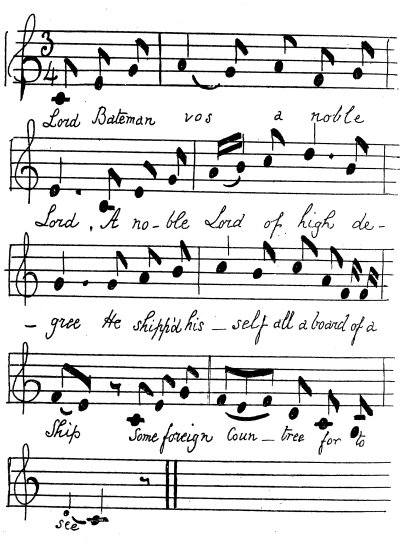 3
4
Lord Bateman vos a noble
Lord, A no-ble Lord of high de-
- gree He shipp'd his - self all a board of a
Ship Some foreign Coun - tree for to
see